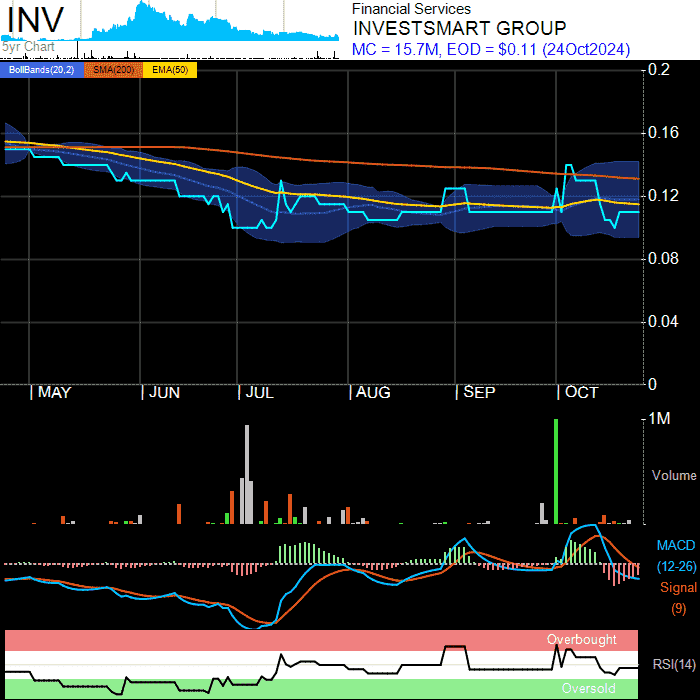 INV
5yr Chart
Financial Services
INVESTSMART GROUP
MC = 15.7M, EOD = $0.11 (24Oct2024)
BollBands(20,2) SMA(200) EMA(50)
0.2
0.16
0.12
0.08
0.04
0
MAY JUN JUL AUG SEP OCT
1M
Volume
MACD
(12-26)
Signal
(9)
Overbought
RSI(14)
Oversold